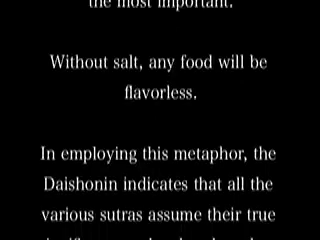 the most important.
Without salt, any food will be
flavorless.
In employing this metaphor, the
Daishonin indicates that all the
various sutras assume their true